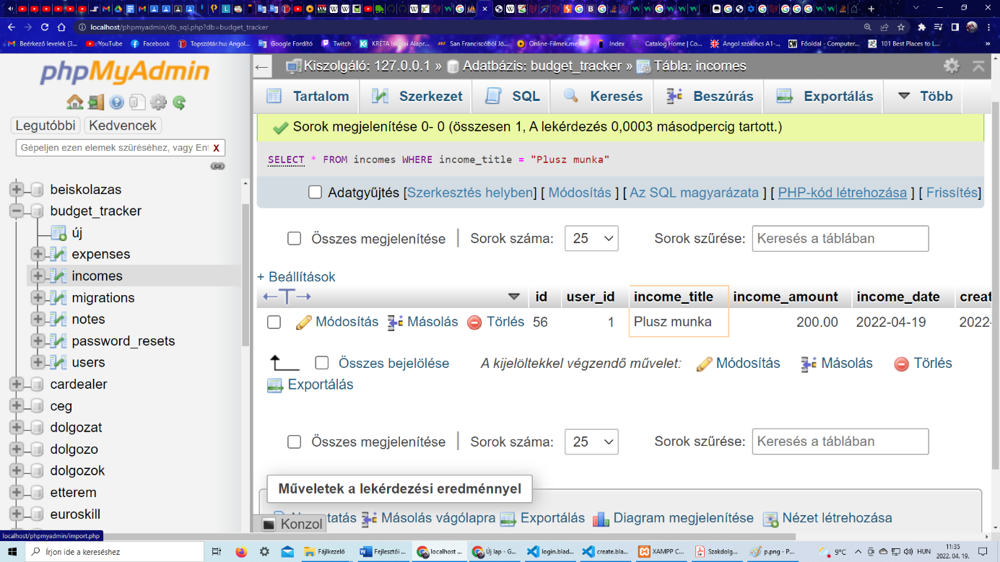 localhost/phpmyadmin/db_sql.php?db=budget_tracker
Beérkező levelek (3... YouTube Facebook Topszótár.hu: Angol... Google Fordító Twitch KRÉTA Iskolai Alapr... San Franciscóból Jó... Online-Filmek.me Index Catalog Home | Co... Angol szókincs A1-... Főoldal - Computer... 101 Best Places to L...
phpMyAdmin
Legutóbbi Kedvencek
Gépeljen ezen elemek szűréséhez, vagy Ent X
beiskolazas
budget_tracker
új
expenses
incomes
migrations
notes
password_resets
users
cardealer
ceg
dolgozat
dolgozo
dolgozok
etterem
euroskill
localhost/phpmyadmin/import.php
Kiszolgáló: 127.0.0.1 » Adatbázis: budget_tracker » Tábla: incomes
Tartalom Szerkezet SQL Keresés Beszúrás Exportálás Több
Sorok megjelenítése 0- 0 (összesen 1, A lekérdezés 0,0003 másodpercig tartott.)
SELECT * FROM incomes WHERE income_title = "Plusz munka"
Adatgyűjtés [Szerkesztés helyben] [ Módosítás ] [ Az SQL magyarázata ] [ PHP-kód létrehozása ] [ Frissítés]
Összes megjelenítése Sorok száma: 25 Sorok szűrése: Keresés a táblában
+ Beállítások
←T→ id user_id income_title income_amount income_date creat
Módosítás Másolás Törlés 56 1 Plusz munka 200.00 2022-04-19 2022-
Összes bejelölése A kijelöltekkel végzendő művelet: Módosítás Másolás Törlés
Exportálás
Összes megjelenítése Sorok száma: 25 Sorok szűrése: Keresés a táblában
Műveletek a lekérdezési eredménnyel
Másolás vágólapra Exportálás Diagram megjelenítése Nézet létrehozása
Konzol
Írjon ide a kereséshez Fájlkezelő Fejlesztői ... localhost ... Új lap - G... login.blad... create.bla... XAMPP C... Szakdolg... p.png - P... 9°C HUN 11:35
2022. 04. 19.